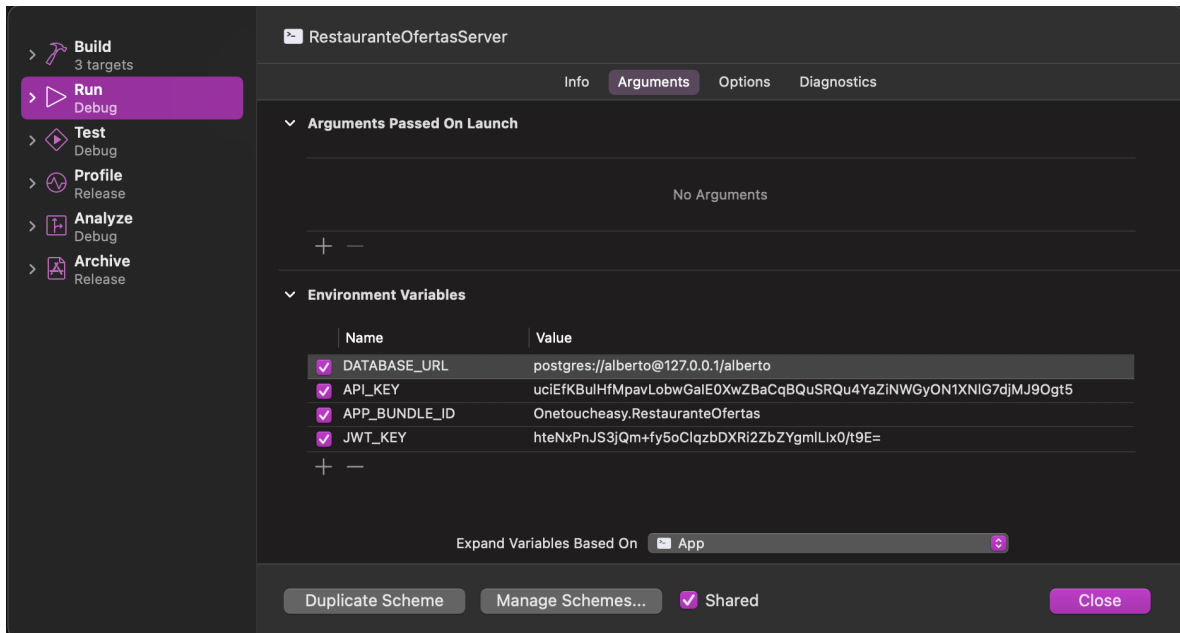 Build
3 targets
Run
Debug
Test
Debug
Profile
Release
Analyze
Debug
Archive
Release
RestauranteOfertasServer
Info Arguments Options Diagnostics
Arguments Passed On Launch
No Arguments
Environment Variables
Name Value
DATABASE_URL postgres://alberto@127.0.0.1/alberto
API_KEY uciEfKBulHfMpavLobwGaIE0XwZBaCqBQuSRQu4YaZiNWGyON1XNlG7djMJ9Ogt5
APP_BUNDLE_ID Onetoucheasy.RestauranteOfertas
JWT_KEY hteNxPnJS3jQm+fy5oClqzbDXRi2ZbZYgmlLIx0/t9E=
Expand Variables Based On App
Duplicate Scheme Manage Schemes... Shared Close